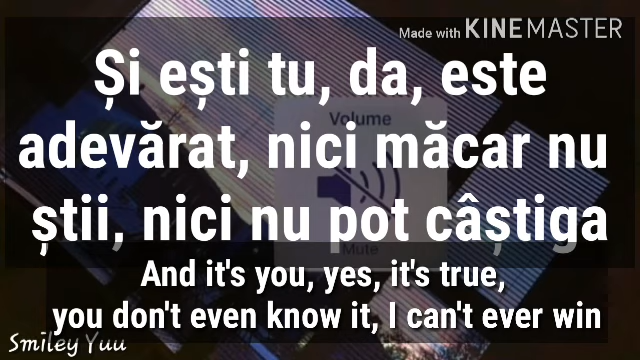 Made with KINEMASTER
Și ești tu, da, este
adevărat, nici măcar nu
știi, nici nu pot câștiga
Volume
Mute
And it's you, yes, it's true,
you don't even know it, I can't ever win
Smiley Yuu